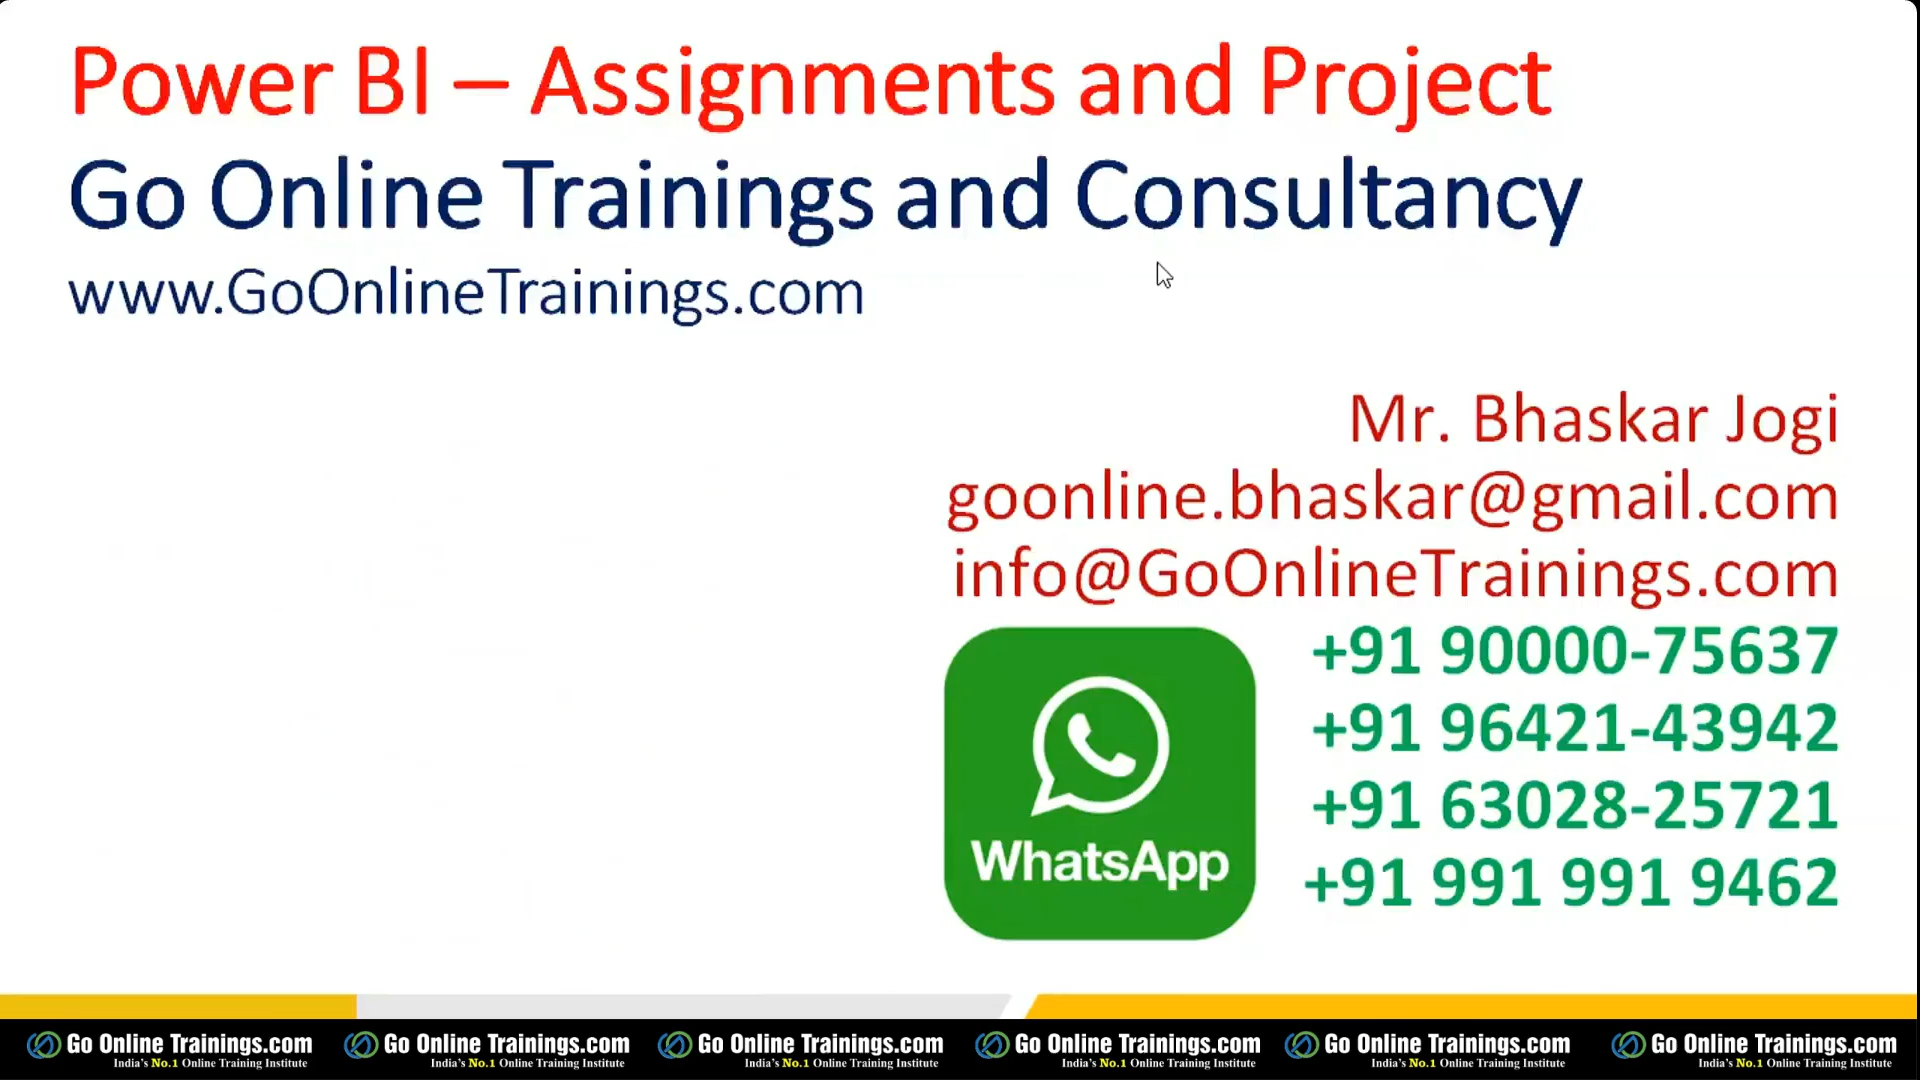 Power BI – Assignments and Project
Go Online Trainings and Consultancy
www.GoOnlineTrainings.com
Mr. Bhaskar Jogi
goonline.bhaskar@gmail.com
info@GoOnlineTrainings.com
+91 90000-75637
+91 96421-43942
+91 63028-25721
+91 991 991 9462
WhatsApp
Go Online Trainings.com Go Online Trainings.com Go Online Trainings.com Go Online Trainings.com Go Online Trainings.com Go Online Trainings.com
India's No.1 Online Training Institute India's No.1 Online Training Institute India's No.1 Online Training Institute India's No.1 Online Training Institute India's No.1 Online Training Institute India's No.1 Online Training Institute